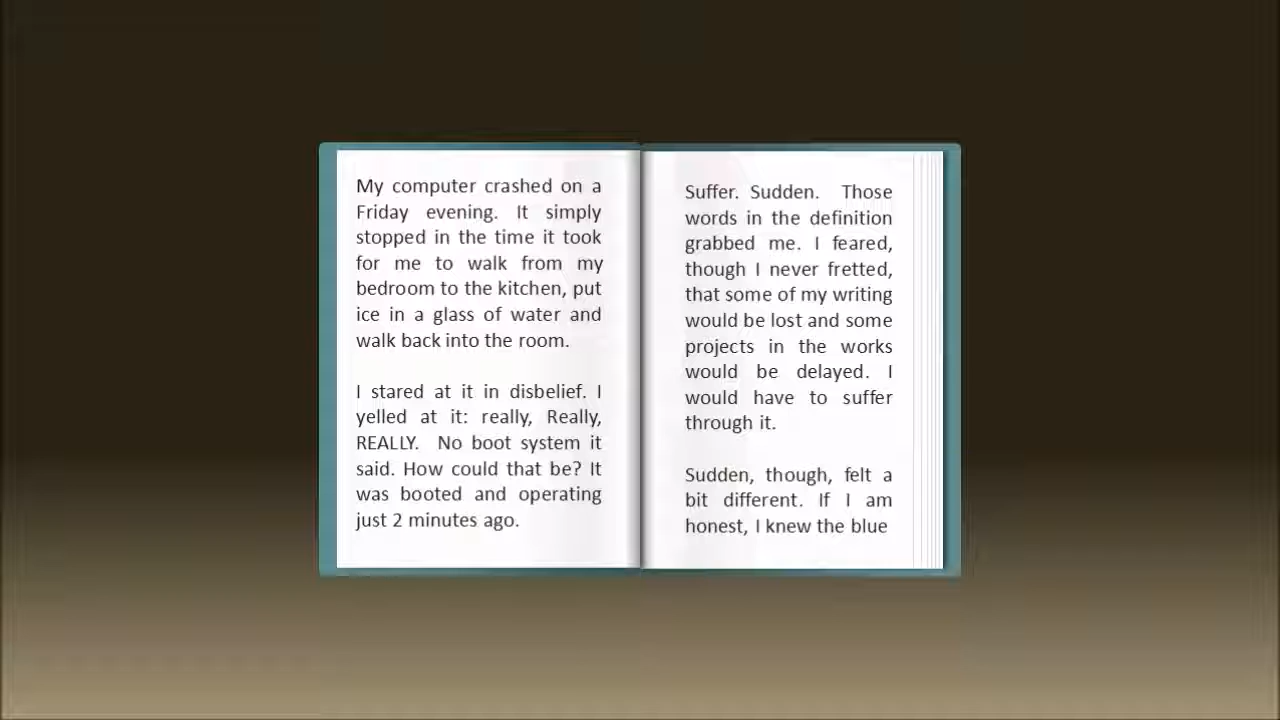 My computer crashed on a
Friday evening. It simply
stopped in the time it took
for me to walk from my
bedroom to the kitchen, put
ice in a glass of water and
walk back into the room.
I stared at it in disbelief. I
yelled at it: really, Really,
REALLY.  No boot system it
said. How could that be? It
was booted and operating
just 2 minutes ago.
Suffer. Sudden.  Those
words in the definition
grabbed me. I feared,
though I never fretted,
that some of my writing
would be lost and some
projects in the works
would be delayed. I
would have to suffer
through it.
Sudden, though, felt a
bit different. If I am
honest, I knew the blue